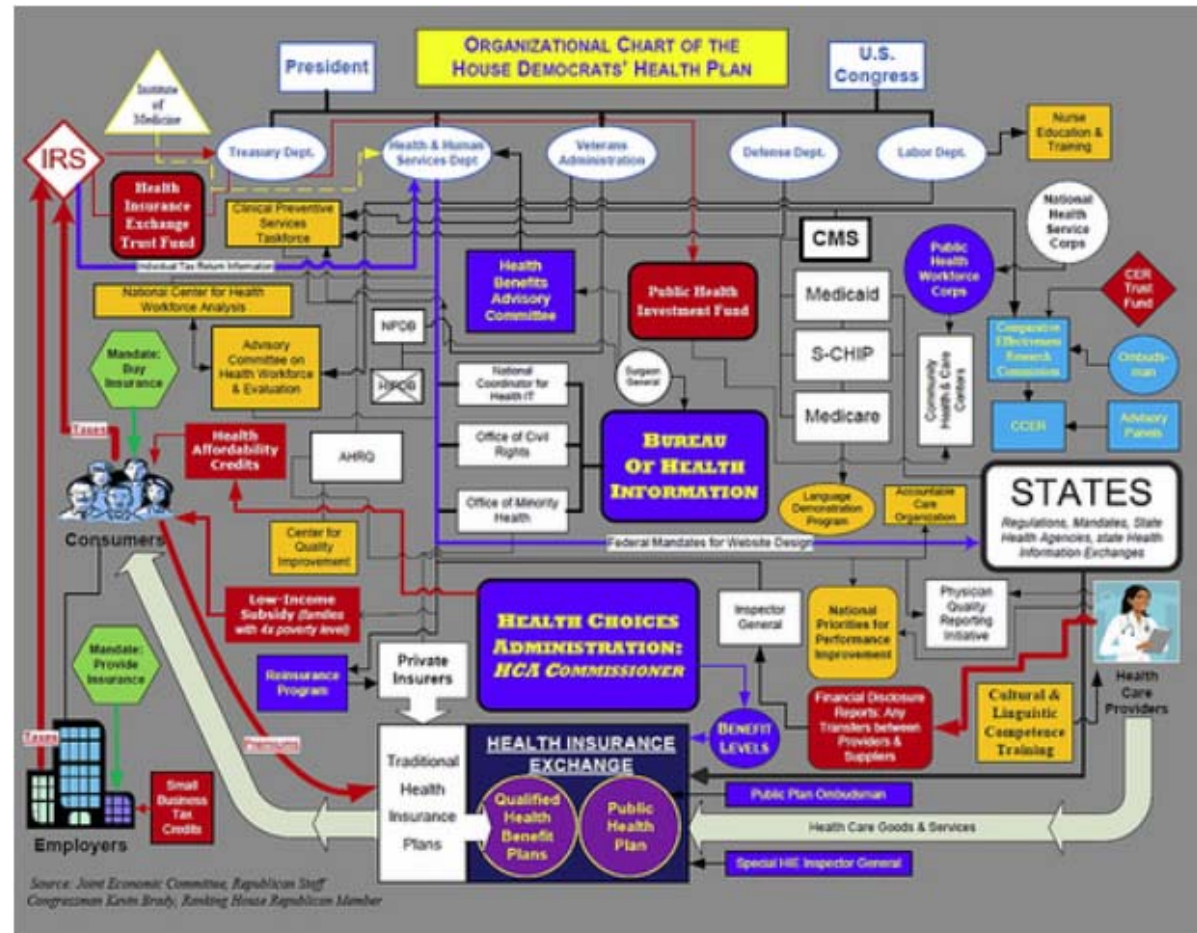 ORGANIZATIONAL CHART OF THE
HOUSE DEMOCRATS' HEALTH PLAN
President
U.S.
Congress
Institute
of
Medicine
IRS
Treasury Dept.
Health & Human
Services Dept
Veterans
Administration
Defense Dept.
Labor Dept.
Nurse
Education &
Training
Health
Insurance
Exchange
Trust Fund
Clinical Preventive
Services
Taskforce
Individual Tax Return Information
National Center for Health
Workforce Analysis
Health
Benefits
Advisory
Committee
Public Health
Investment Fund
CMS
Medicaid
S-CHIP
Medicare
Public
Health
Workforce
Corps
National
Health
Service
Corps
CER
Trust
Fund
Comparative
Effectiveness
Research
Commission
Ombuds-
man
CCER
Advisory
Panels
Community
Health & Care
Centers
Mandate:
Buy
Insurance
Advisory
Committee on
Health Workforce
& Evaluation
NPDB
HIPDB
National
Coordinator for
Health IT
Office of Civil
Rights
Office of Minority
Health
Surgeon
General
BUREAU
OF HEALTH
INFORMATION
Taxes
Health
Affordability
Credits
AHRQ
Consumers
Center for
Quality
Improvement
Language
Demonstration
Program
Accountable
Care
Organization
STATES
Regulations, Mandates, State
Health Agencies, state Health
Information Exchanges
Federal Mandates for Website Design
Low-Income
Subsidy (families
with 4x poverty level)
HEALTH CHOICES
ADMINISTRATION:
HCA COMMISSIONER
Inspector
General
National
Priorities for
Performance
Improvement
Physician
Quality
Reporting
Initiative
Health
Care
Providers
Mandate:
Provide
Insurance
Reinsurance
Program
Private
Insurers
BENEFIT
LEVELS
Financial Disclosure
Reports: Any
Transfers between
Providers &
Suppliers
Cultural &
Linguistic
Competence
Training
Taxes
Premiums
Traditional
Health
Insurance
Plans
HEALTH INSURANCE
EXCHANGE
Qualified
Health
Benefit
Plans
Public
Health
Plan
Public Plan Ombudsman
Health Care Goods & Services
Special HIE Inspector General
Small
Business
Tax
Credits
Employers
Source: Joint Economic Committee, Republican Staff
Congressman Kevin Brady, Ranking House Republican Member